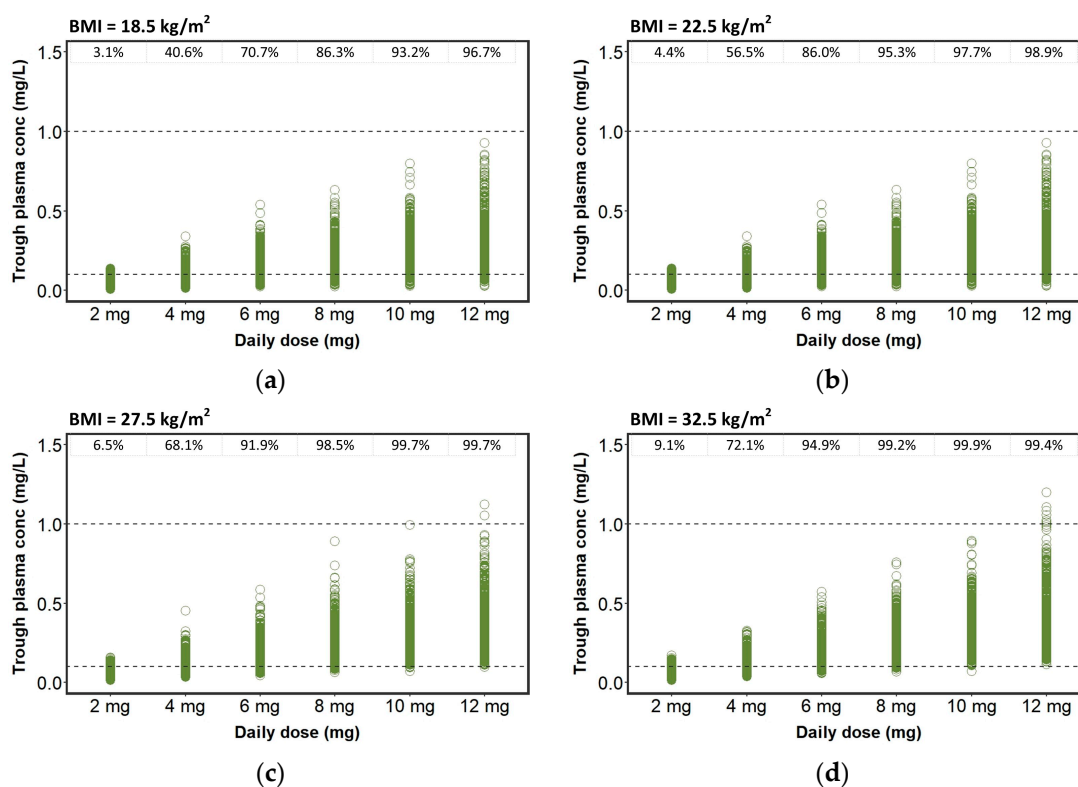 BMI = 18.5 kg/m²
3.1% 40.6% 70.7% 86.3% 93.2% 96.7%
Trough plasma conc (mg/L)
1.5
1.0
0.5
0.0
2 mg 4 mg 6 mg 8 mg 10 mg 12 mg
Daily dose (mg)
(a)
BMI = 22.5 kg/m²
4.4% 56.5% 86.0% 95.3% 97.7% 98.9%
Trough plasma conc (mg/L)
1.5
1.0
0.5
0.0
2 mg 4 mg 6 mg 8 mg 10 mg 12 mg
Daily dose (mg)
(b)
BMI = 27.5 kg/m²
6.5% 68.1% 91.9% 98.5% 99.7% 99.7%
Trough plasma conc (mg/L)
1.5
1.0
0.5
0.0
2 mg 4 mg 6 mg 8 mg 10 mg 12 mg
Daily dose (mg)
(c)
BMI = 32.5 kg/m²
9.1% 72.1% 94.9% 99.2% 99.9% 99.4%
Trough plasma conc (mg/L)
1.5
1.0
0.5
0.0
2 mg 4 mg 6 mg 8 mg 10 mg 12 mg
Daily dose (mg)
(d)